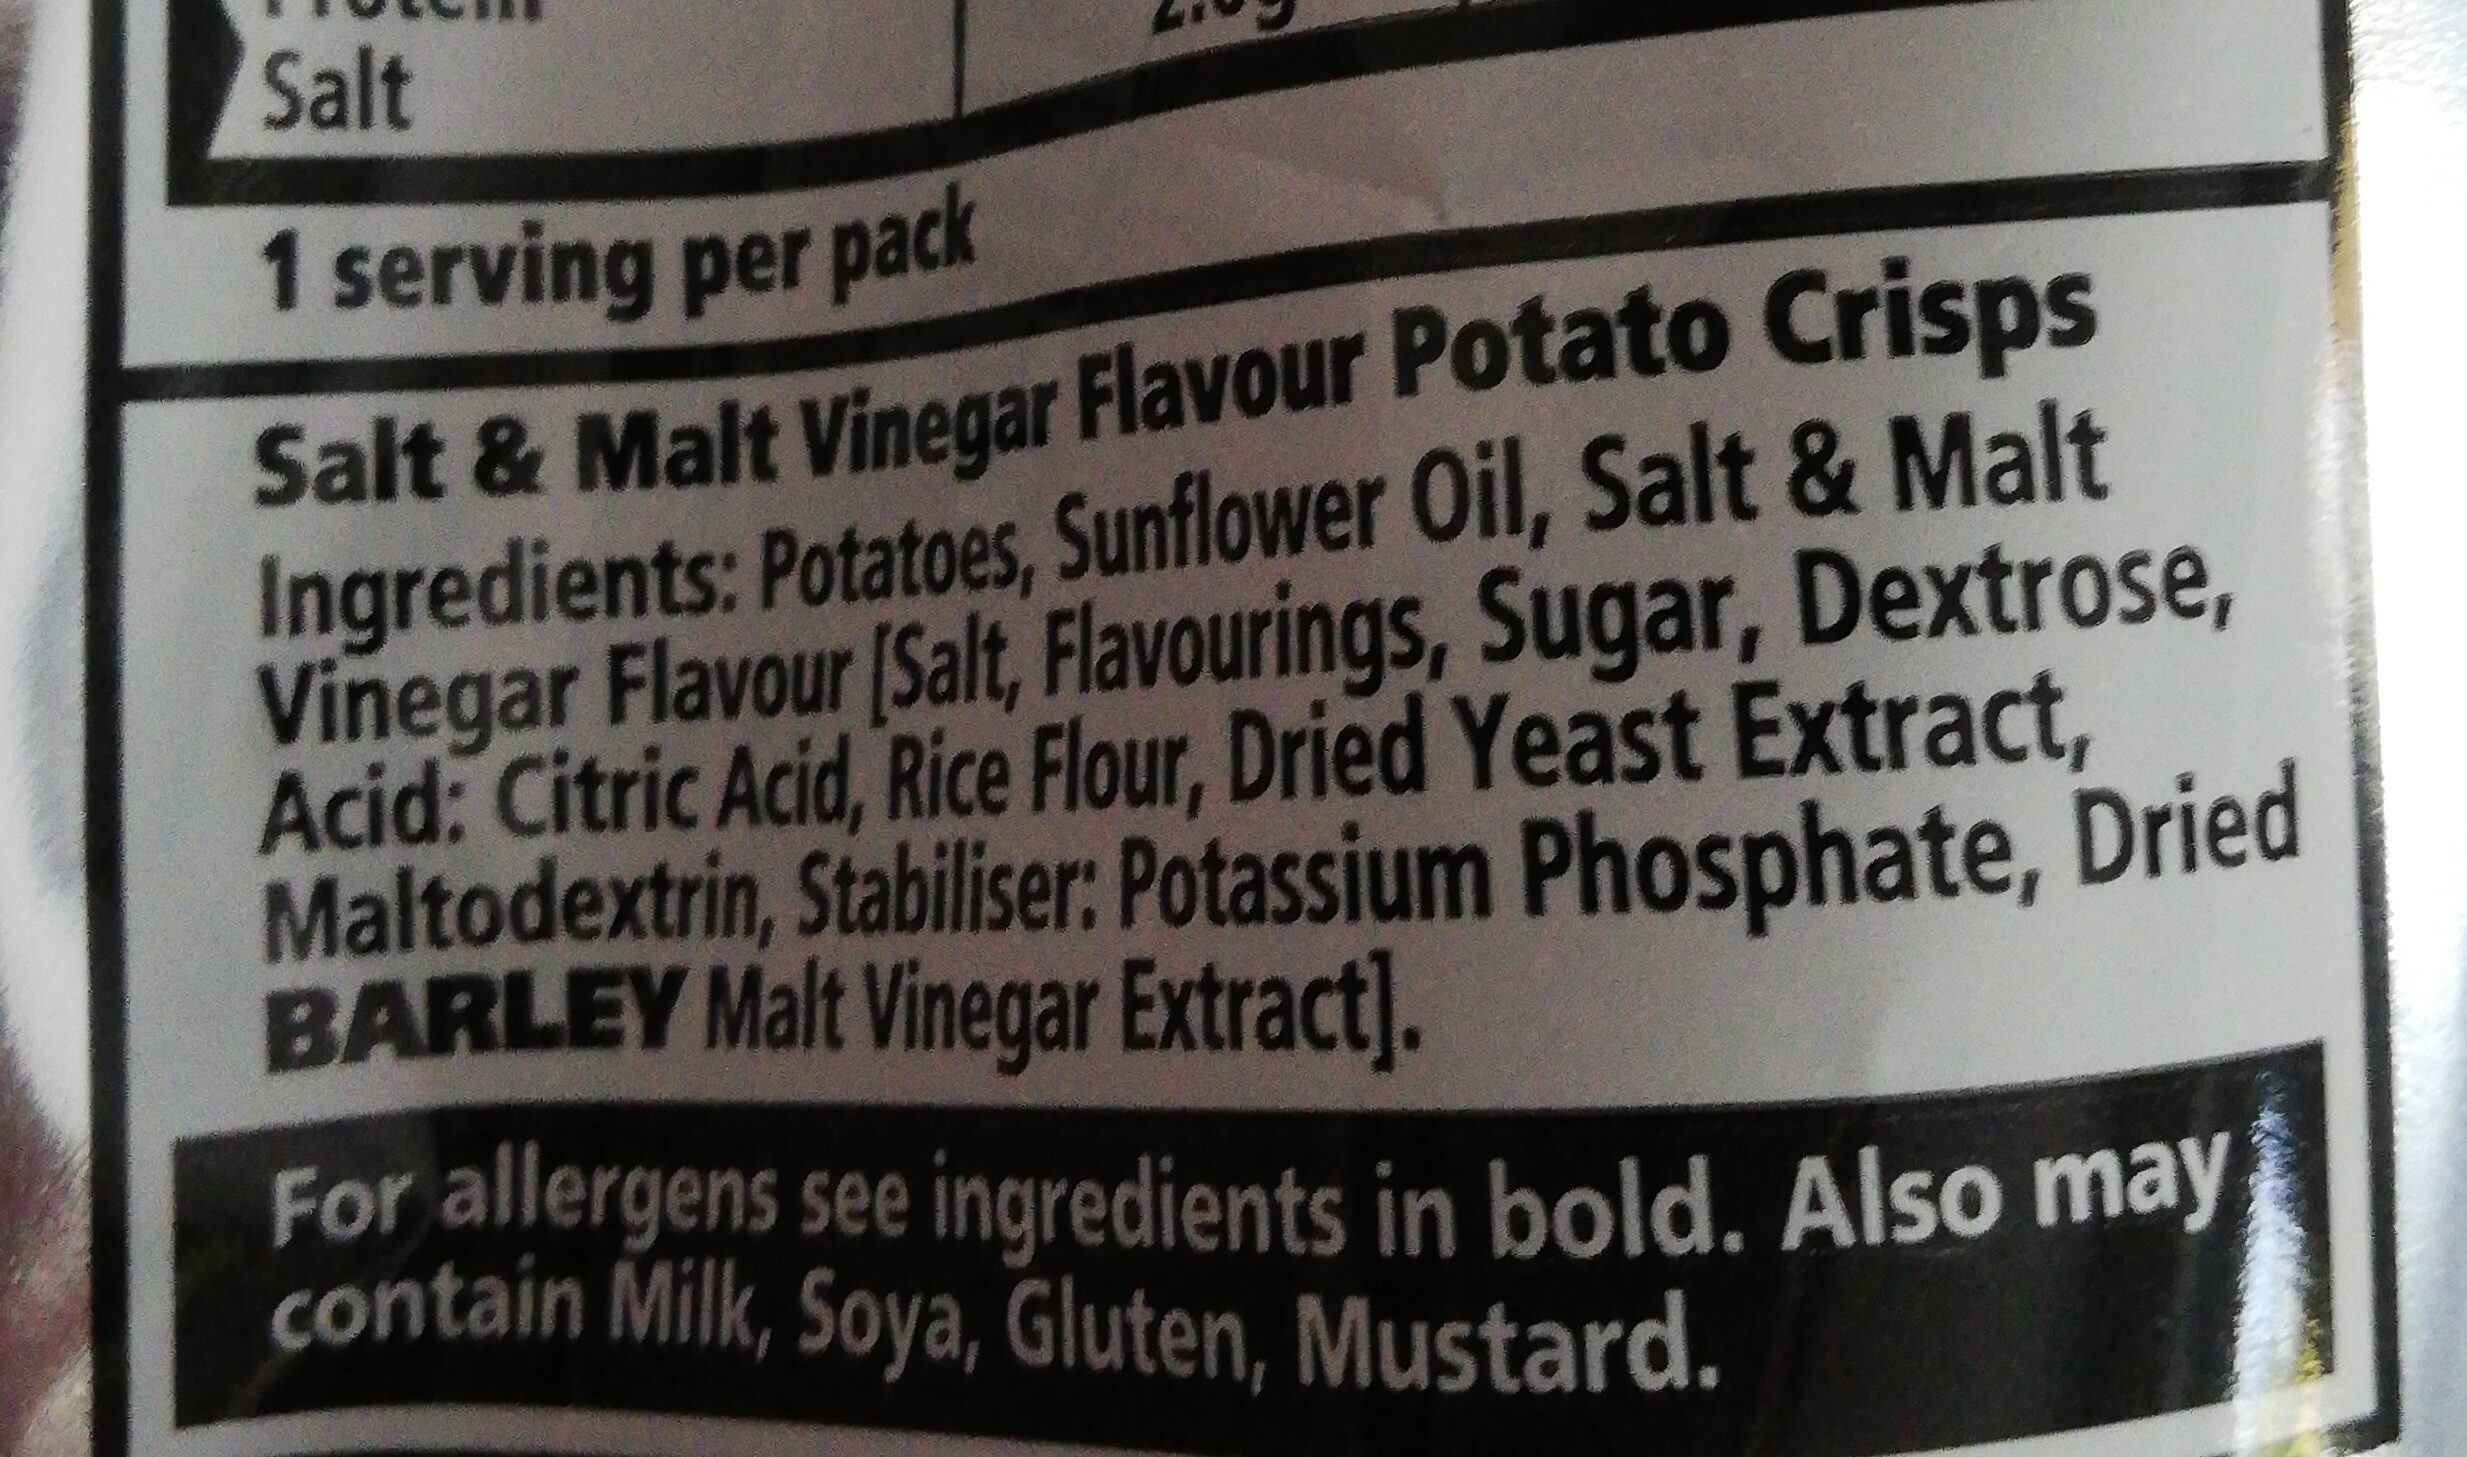 Protein
Salt
1 serving per pack
Salt & Malt Vinegar Flavour Potato Crisps
Ingredients: Potatoes, Sunflower Oil, Salt & Malt
Vinegar Flavour [Salt, Flavourings, Sugar, Dextrose,
Acid: Citric Acid, Rice Flour, Dried Yeast Extract,
Maltodextrin, Stabiliser: Potassium Phosphate, Dried
BARLEY Malt Vinegar Extract].
For allergens see ingredients in bold. Also may
contain Milk, Soya, Gluten, Mustard.